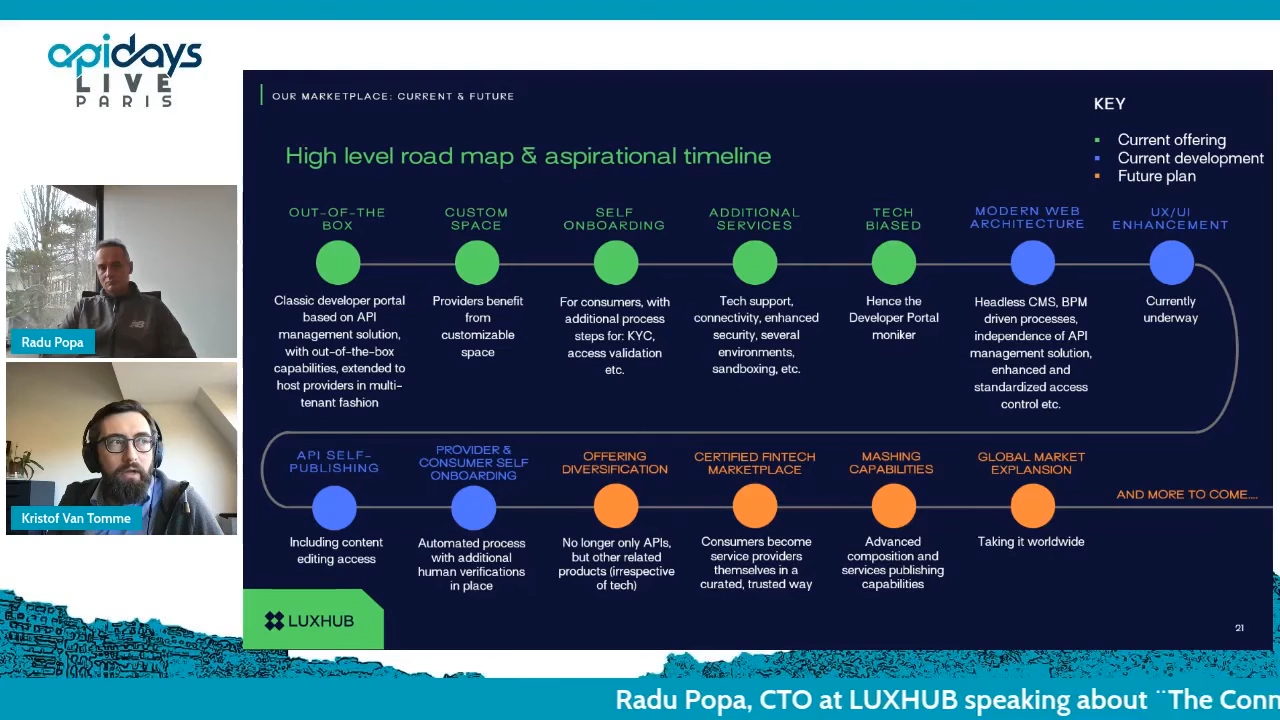 apidays
LIVE
PARIS
OUR MARKETPLACE: CURRENT & FUTURE
High level road map & aspirational timeline
KEY
Current offering
Current development
Future plan
OUT-OF-THE
BOX
Classic developer portal
based on API
management solution,
with out-of-the-box
capabilities, extended to
host providers in multi-
tenant fashion
CUSTOM
SPACE
Providers benefit
from
customizable
space
SELF
ONBOARDING
For consumers, with
additional process
steps for: KYC,
access validation
etc.
ADDITIONAL
SERVICES
Tech support,
connectivity, enhanced
security, several
environments,
sandboxing, etc.
TECH
BIASED
Hence the
Developer Portal
moniker
MODERN WEB
ARCHITECTURE
Headless CMS, BPM
driven processes,
independence of API
management solution,
enhanced and
standardized access
control etc.
UX/UI
ENHANCEMENT
Currently
underway
API SELF-
PUBLISHING
Including content
editing access
PROVIDER &
CONSUMER SELF
ONBOARDING
Automated process
with additional
human verifications
in place
OFFERING
DIVERSIFICATION
No longer only APIs,
but other related
products (irrespective
of tech)
CERTIFIED FINTECH
MARKETPLACE
Consumers become
service providers
themselves in a
curated, trusted way
MASHING
CAPABILITIES
Advanced
composition and
services publishing
capabilities
GLOBAL MARKET
EXPLANSION
Taking it worldwide
AND MORE TO COME....
LUXHUB
21
Radu Popa
Kristof Van Tomme
Radu Popa, CTO at LUXHUB speaking about ¨The Conn